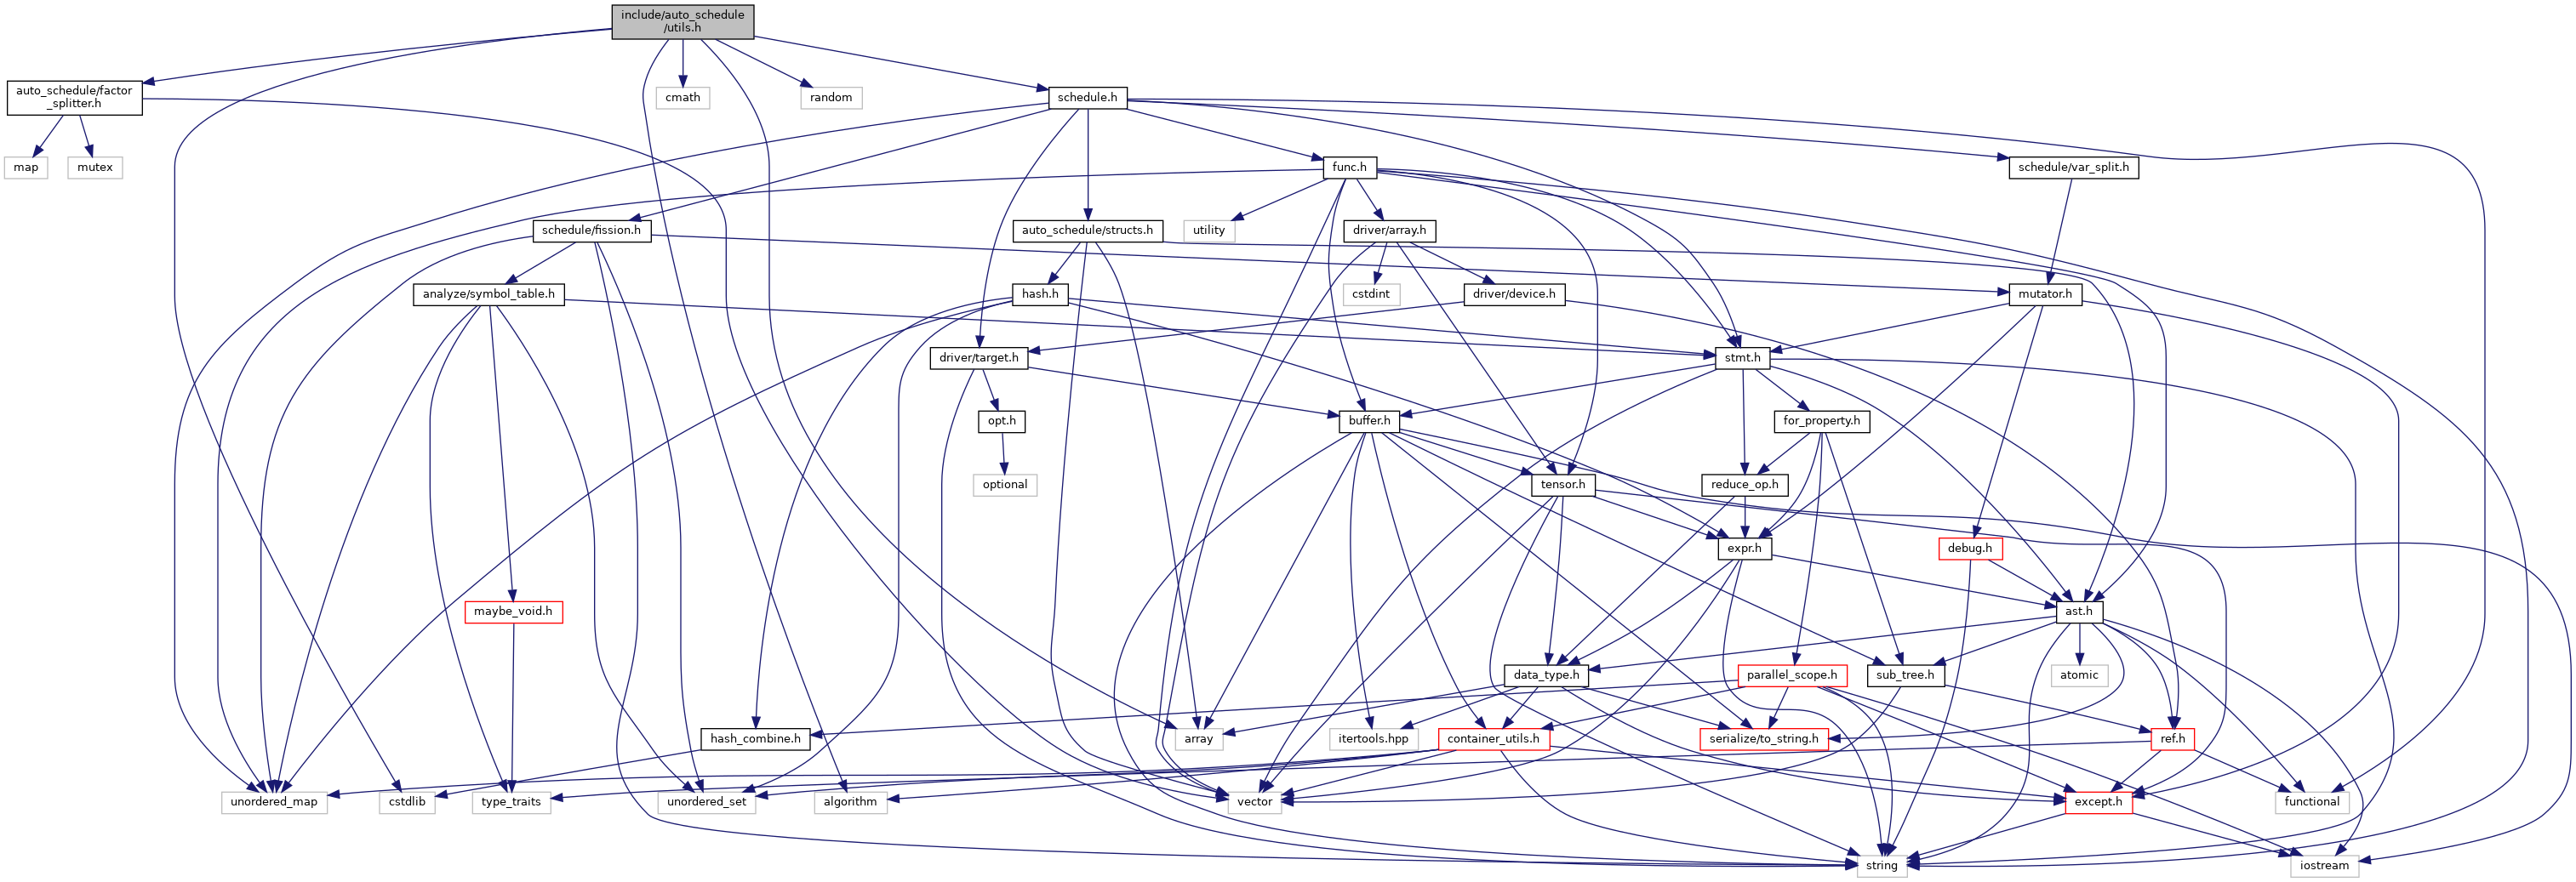 include/auto_schedule
/utils.h
auto_schedule/factor
_splitter.h
cmath
random
schedule.h
map
mutex
func.h
schedule/var_split.h
schedule/fission.h
auto_schedule/structs.h
utility
driver/array.h
analyze/symbol_table.h
hash.h
cstdint
driver/device.h
mutator.h
driver/target.h
stmt.h
opt.h
buffer.h
for_property.h
optional
tensor.h
reduce_op.h
expr.h
debug.h
maybe_void.h
ast.h
data_type.h
parallel_scope.h
sub_tree.h
atomic
hash_combine.h
array
itertools.hpp
container_utils.h
serialize/to_string.h
ref.h
unordered_map
cstdlib
type_traits
unordered_set
algorithm
vector
except.h
functional
string
iostream